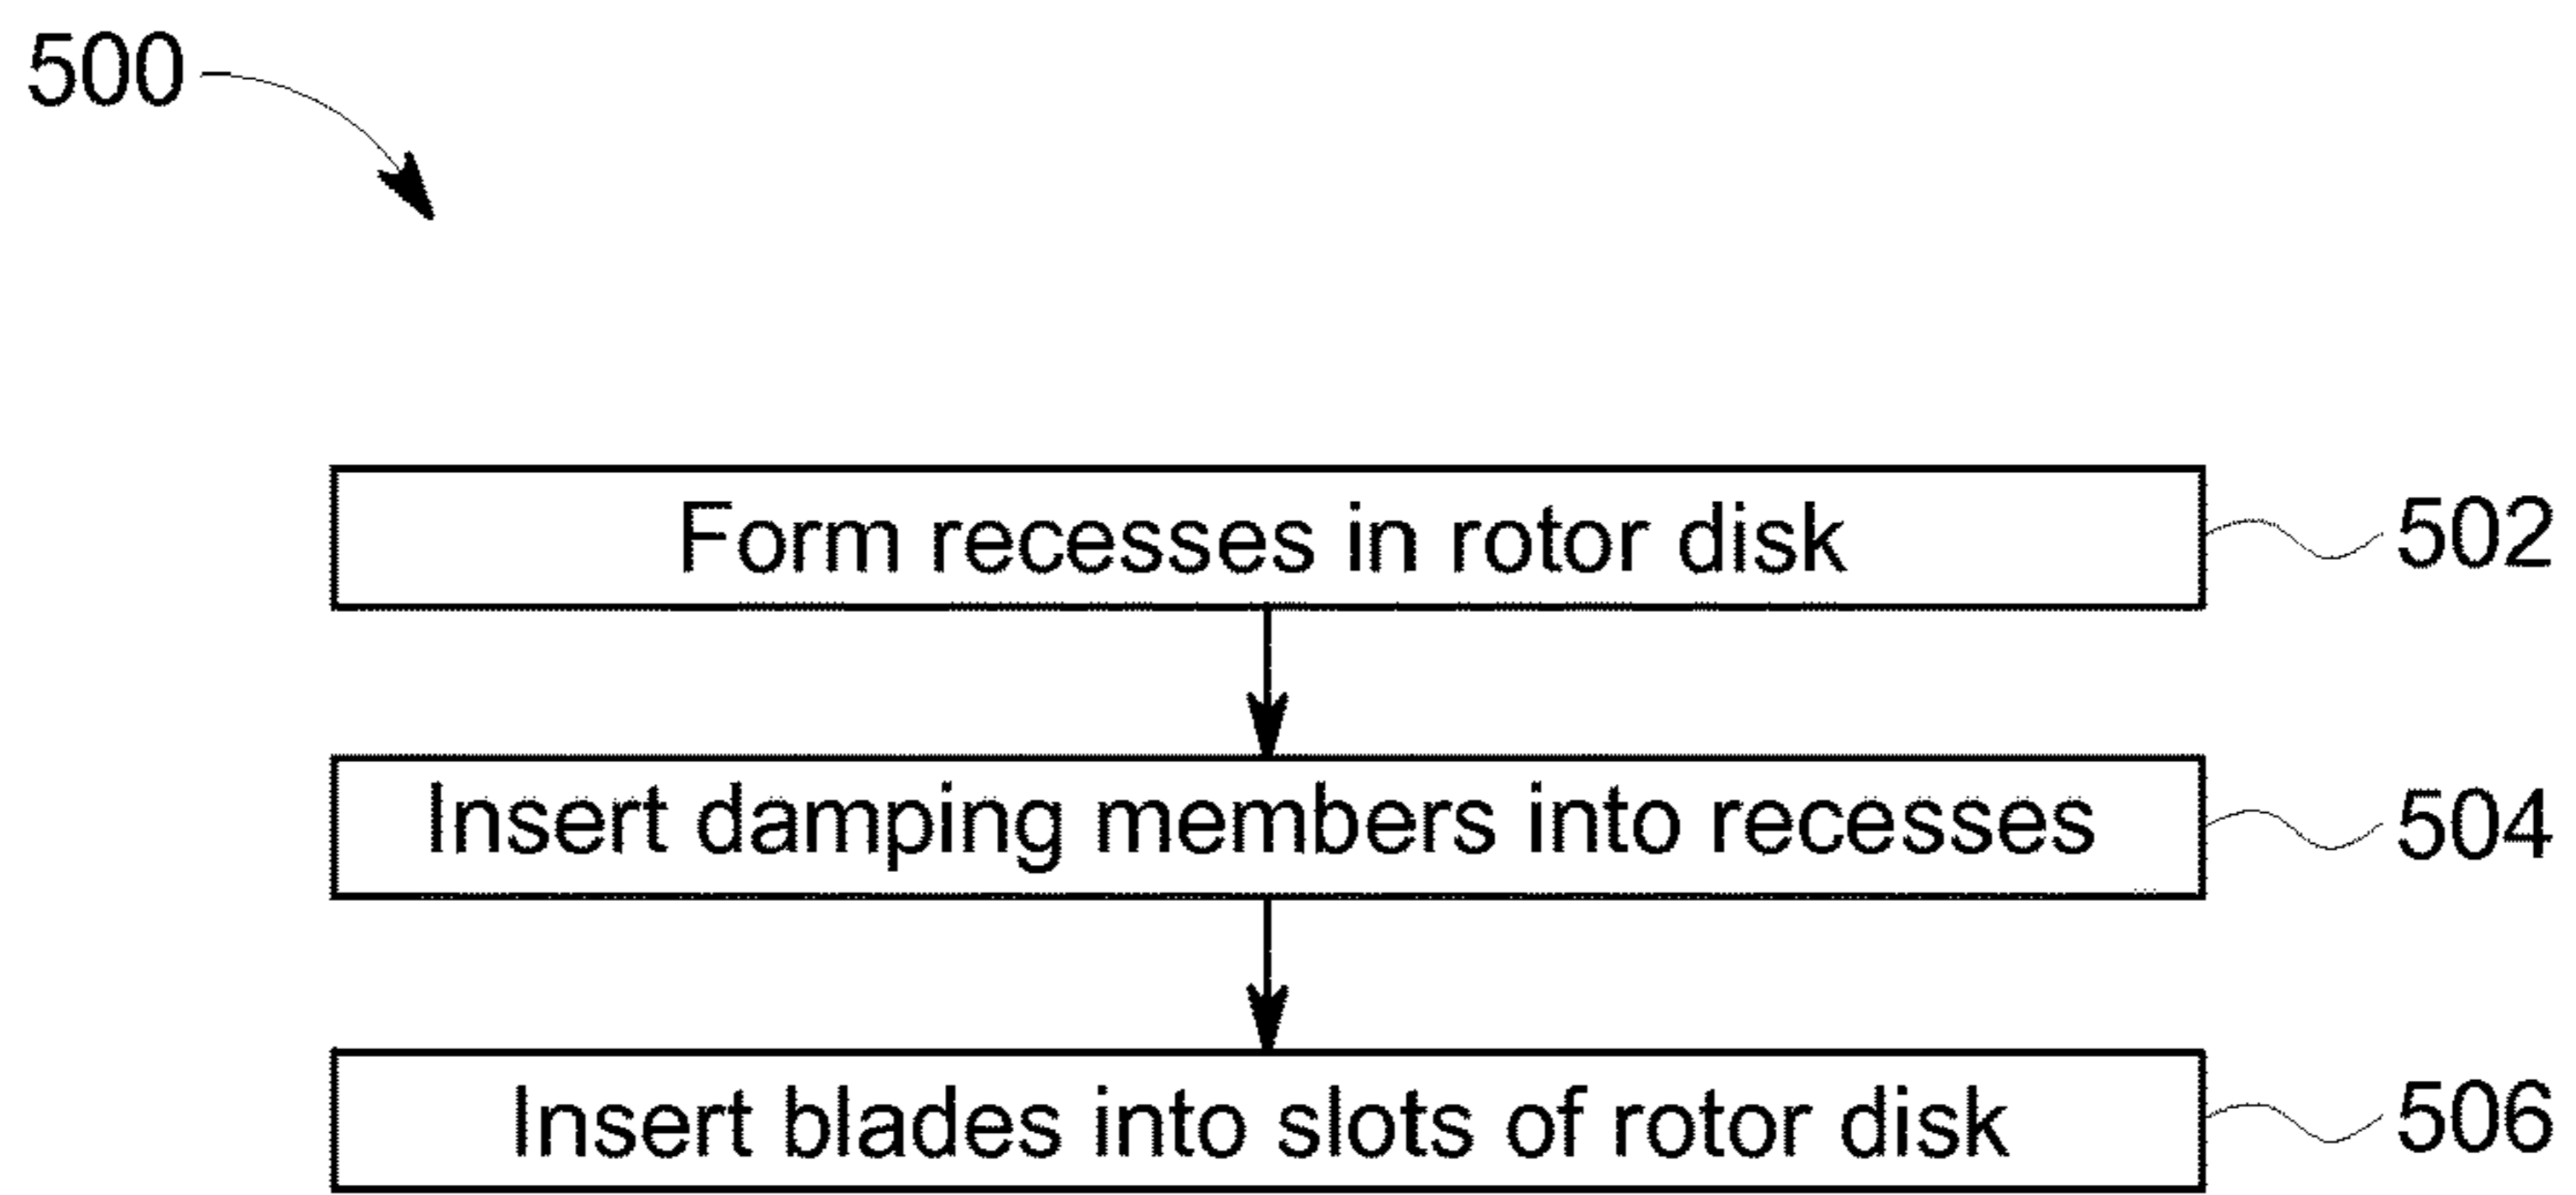 500
Form recesses in rotor disk 502
Insert damping members into recesses 504
Insert blades into slots of rotor disk 506